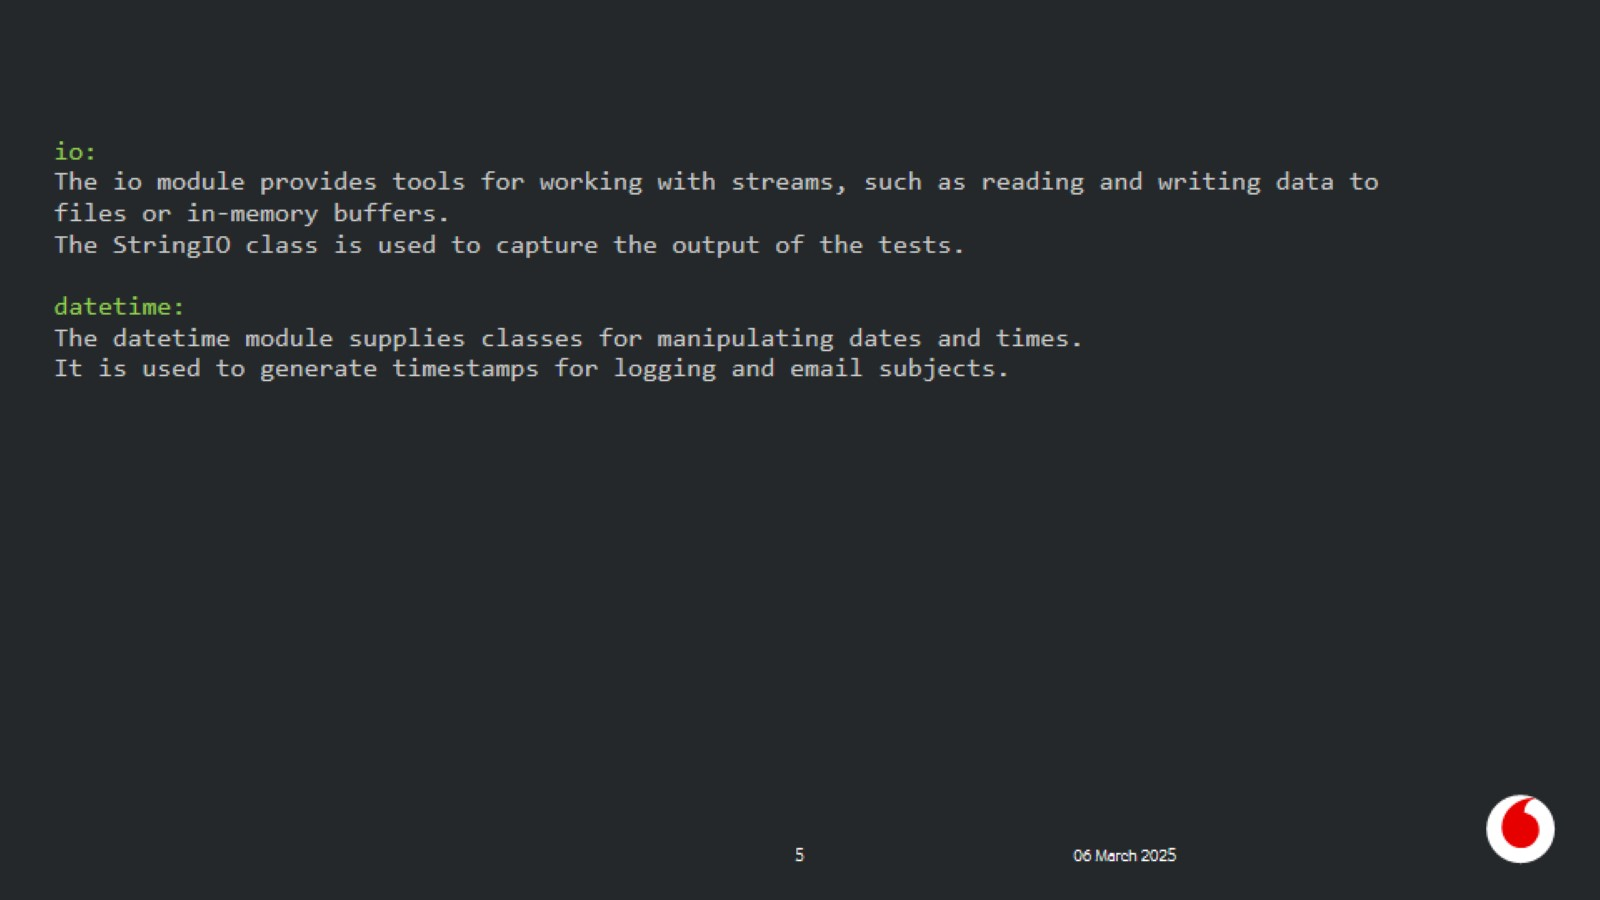 io:
The io module provides tools for working with streams, such as reading and writing data to
files or in-memory buffers.
The StringIO class is used to capture the output of the tests.
datetime:
The datetime module supplies classes for manipulating dates and times.
It is used to generate timestamps for logging and email subjects.
5
06 March 2025